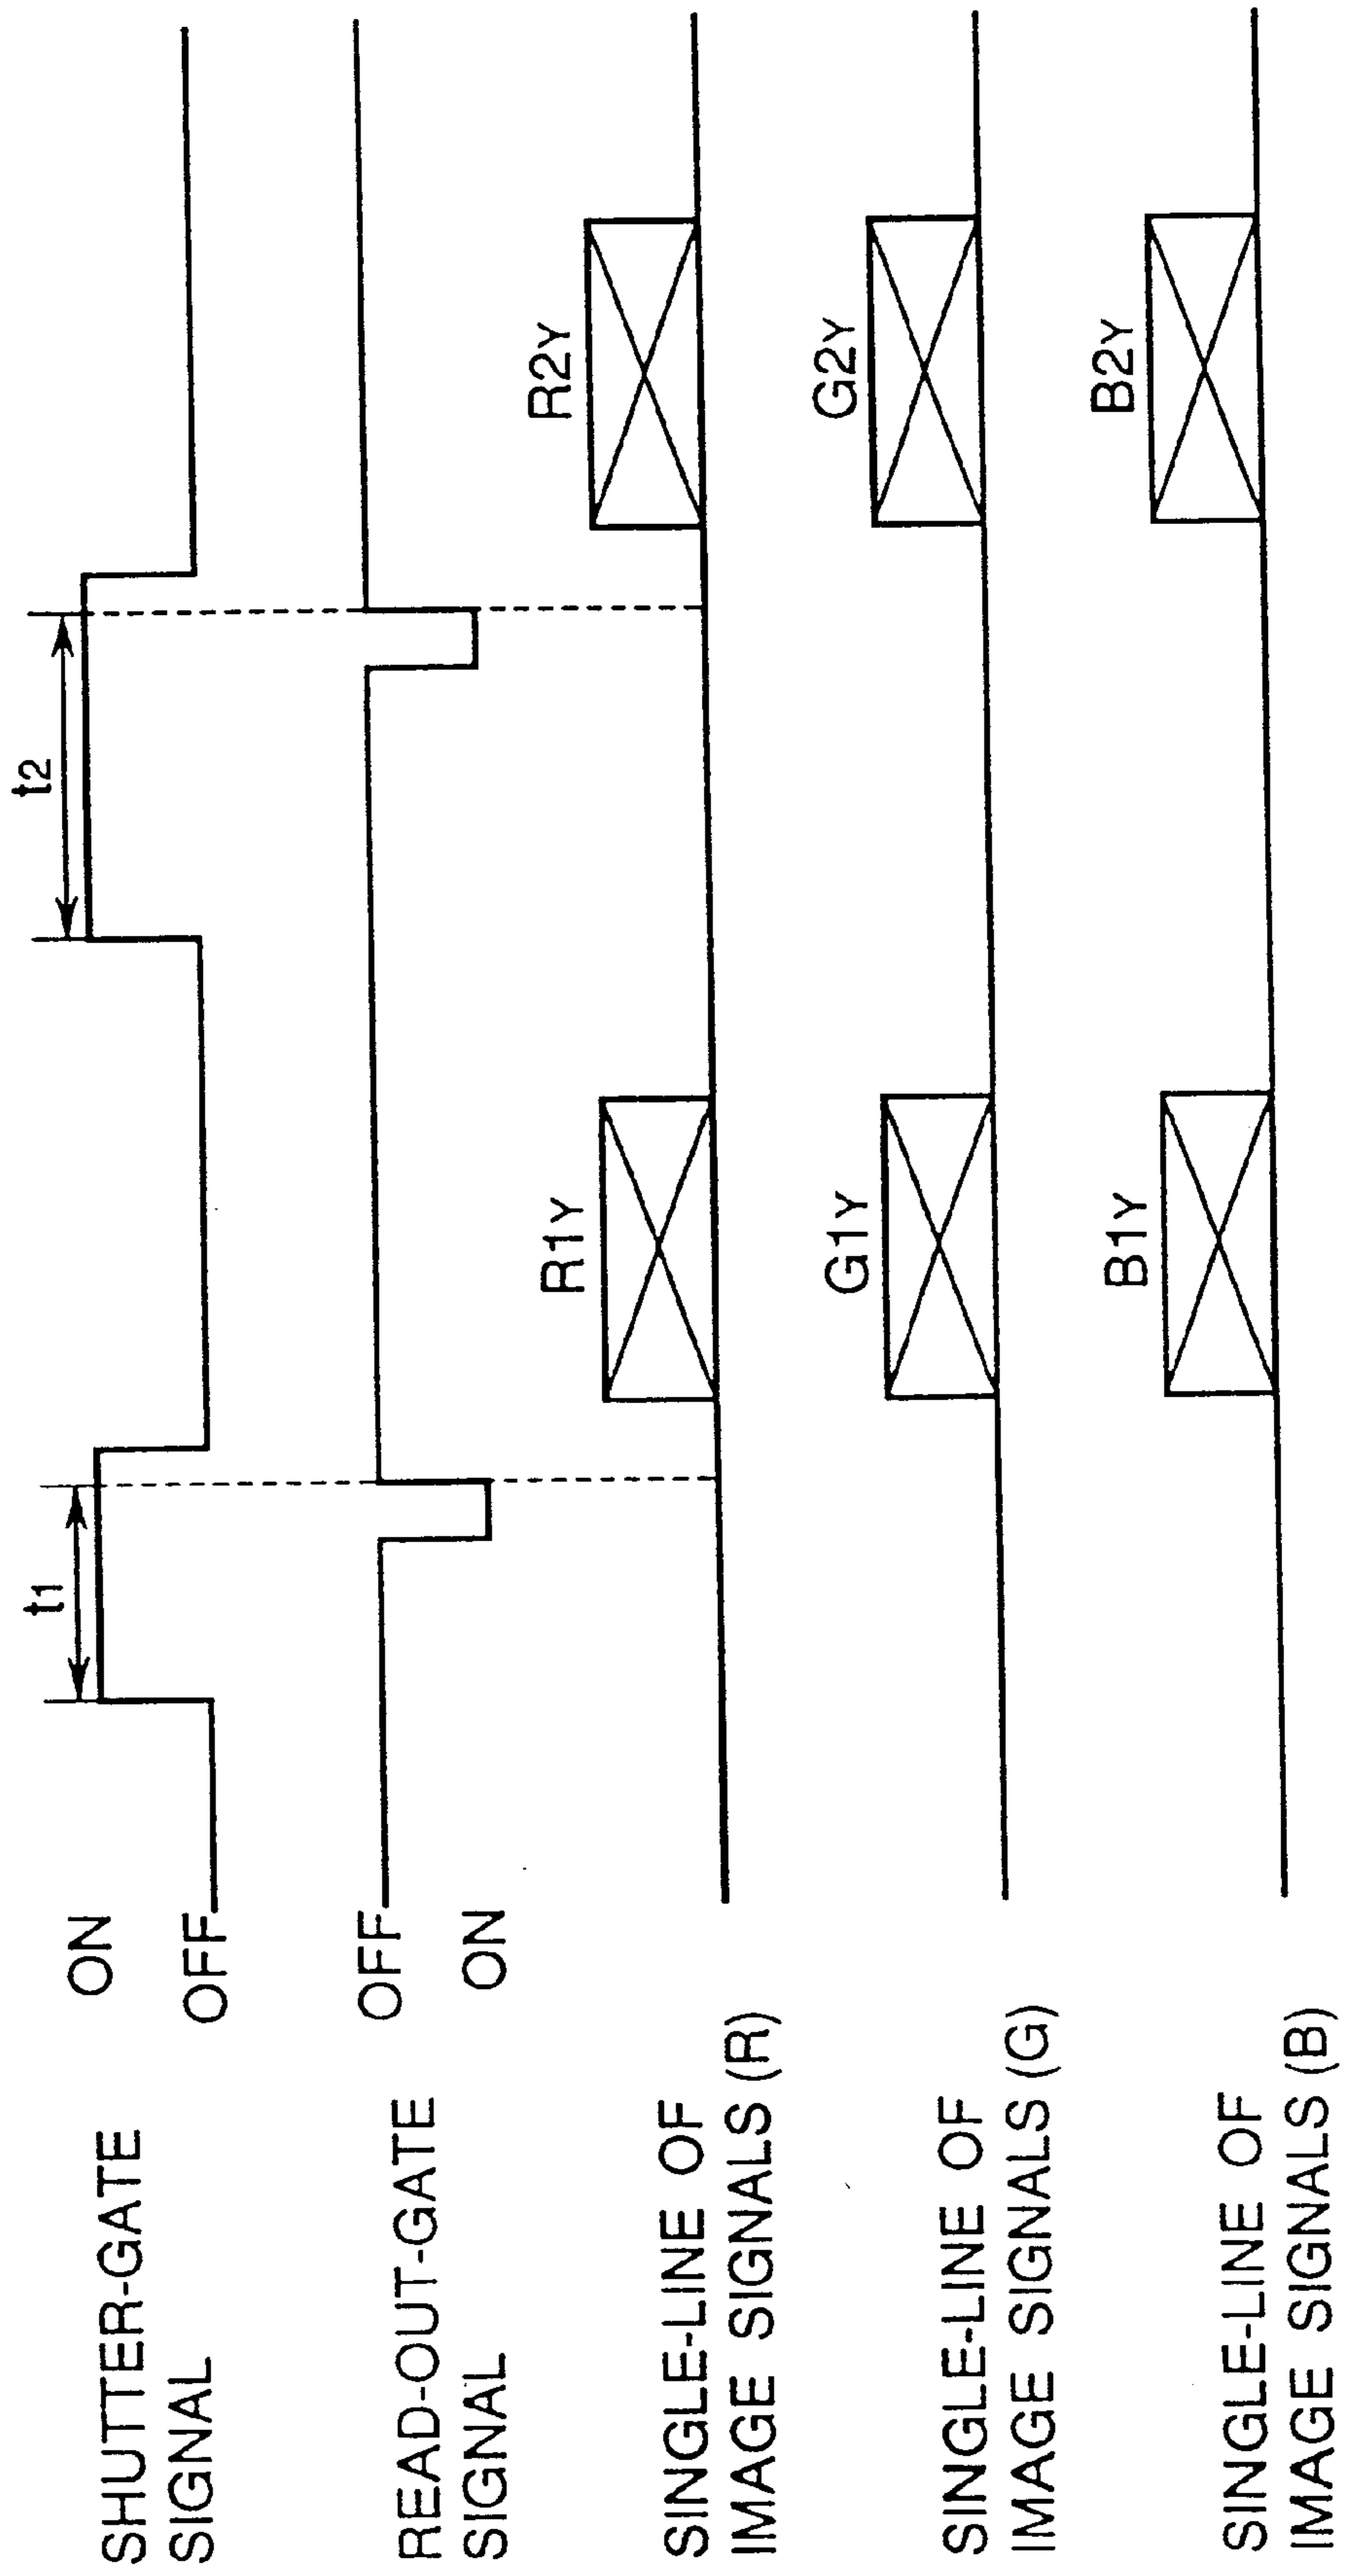 t1
t2
SHUTTER-GATE
SIGNAL
ON
OFF
READ-OUT-GATE
SIGNAL
OFF
ON
SINGLE-LINE OF
IMAGE SIGNALS (R)
R1Y
R2Y
SINGLE-LINE OF
IMAGE SIGNALS (G)
G1Y
G2Y
SINGLE-LINE OF
IMAGE SIGNALS (B)
B1Y
B2Y